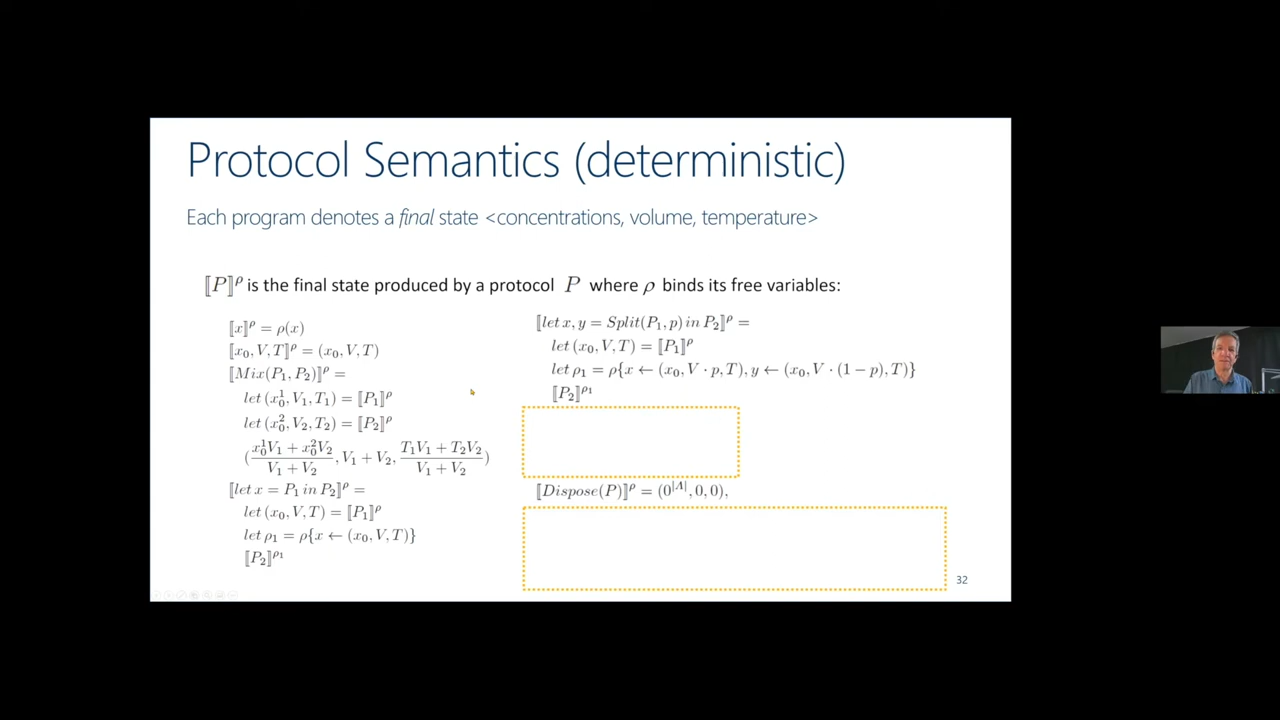 Protocol Semantics (deterministic)
Each program denotes a final state <concentrations, volume, temperature>
⟦P⟧^ρ is the final state produced by a protocol P where ρ binds its free variables:
⟦x⟧^ρ = ρ(x)
⟦x₀, V, T⟧^ρ = (x₀, V, T)
⟦Mix(P₁, P₂)⟧^ρ =
let (x₀¹, V₁, T₁) = ⟦P₁⟧^ρ
let (x₀², V₂, T₂) = ⟦P₂⟧^ρ
((x₀¹V₁ + x₀²V₂)/(V₁ + V₂), V₁ + V₂, (T₁V₁ + T₂V₂)/(V₁ + V₂))
⟦let x = P₁ in P₂⟧^ρ =
let (x₀, V, T) = ⟦P₁⟧^ρ
let ρ₁ = ρ{x ← (x₀, V, T)}
⟦P₂⟧^ρ₁
⟦let x, y = Split(P₁, p) in P₂⟧^ρ =
let (x₀, V, T) = ⟦P₁⟧^ρ
let ρ₁ = ρ{x ← (x₀, V · p, T), y ← (x₀, V · (1 − p), T)}
⟦P₂⟧^ρ₁
⟦Dispose(P)⟧^ρ = (0^|Λ|, 0, 0),
32